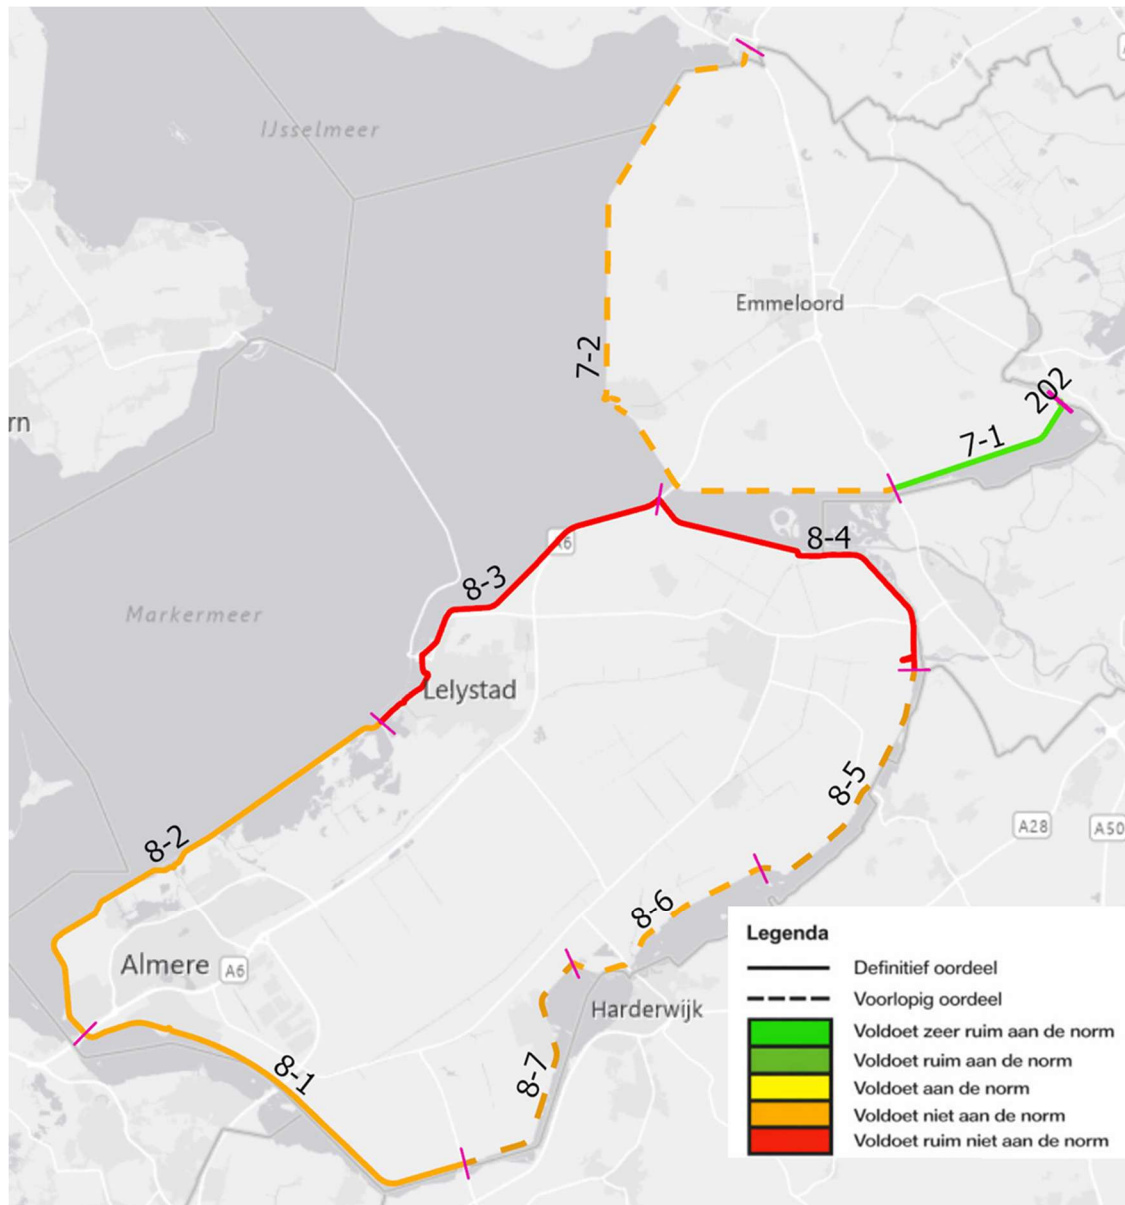 IJsselmeer
Emmeloord
7-2
202
7-1
rn
A6
8-4
8-3
Markermeer
Lelystad
8-5
A28
A50
8-2
8-6
Almere
A6
Harderwijk
8-1
8-7
Legenda
Definitief oordeel
Voorlopig oordeel
Voldoet zeer ruim aan de norm
Voldoet ruim aan de norm
Voldoet aan de norm
Voldoet niet aan de norm
Voldoet ruim niet aan de norm